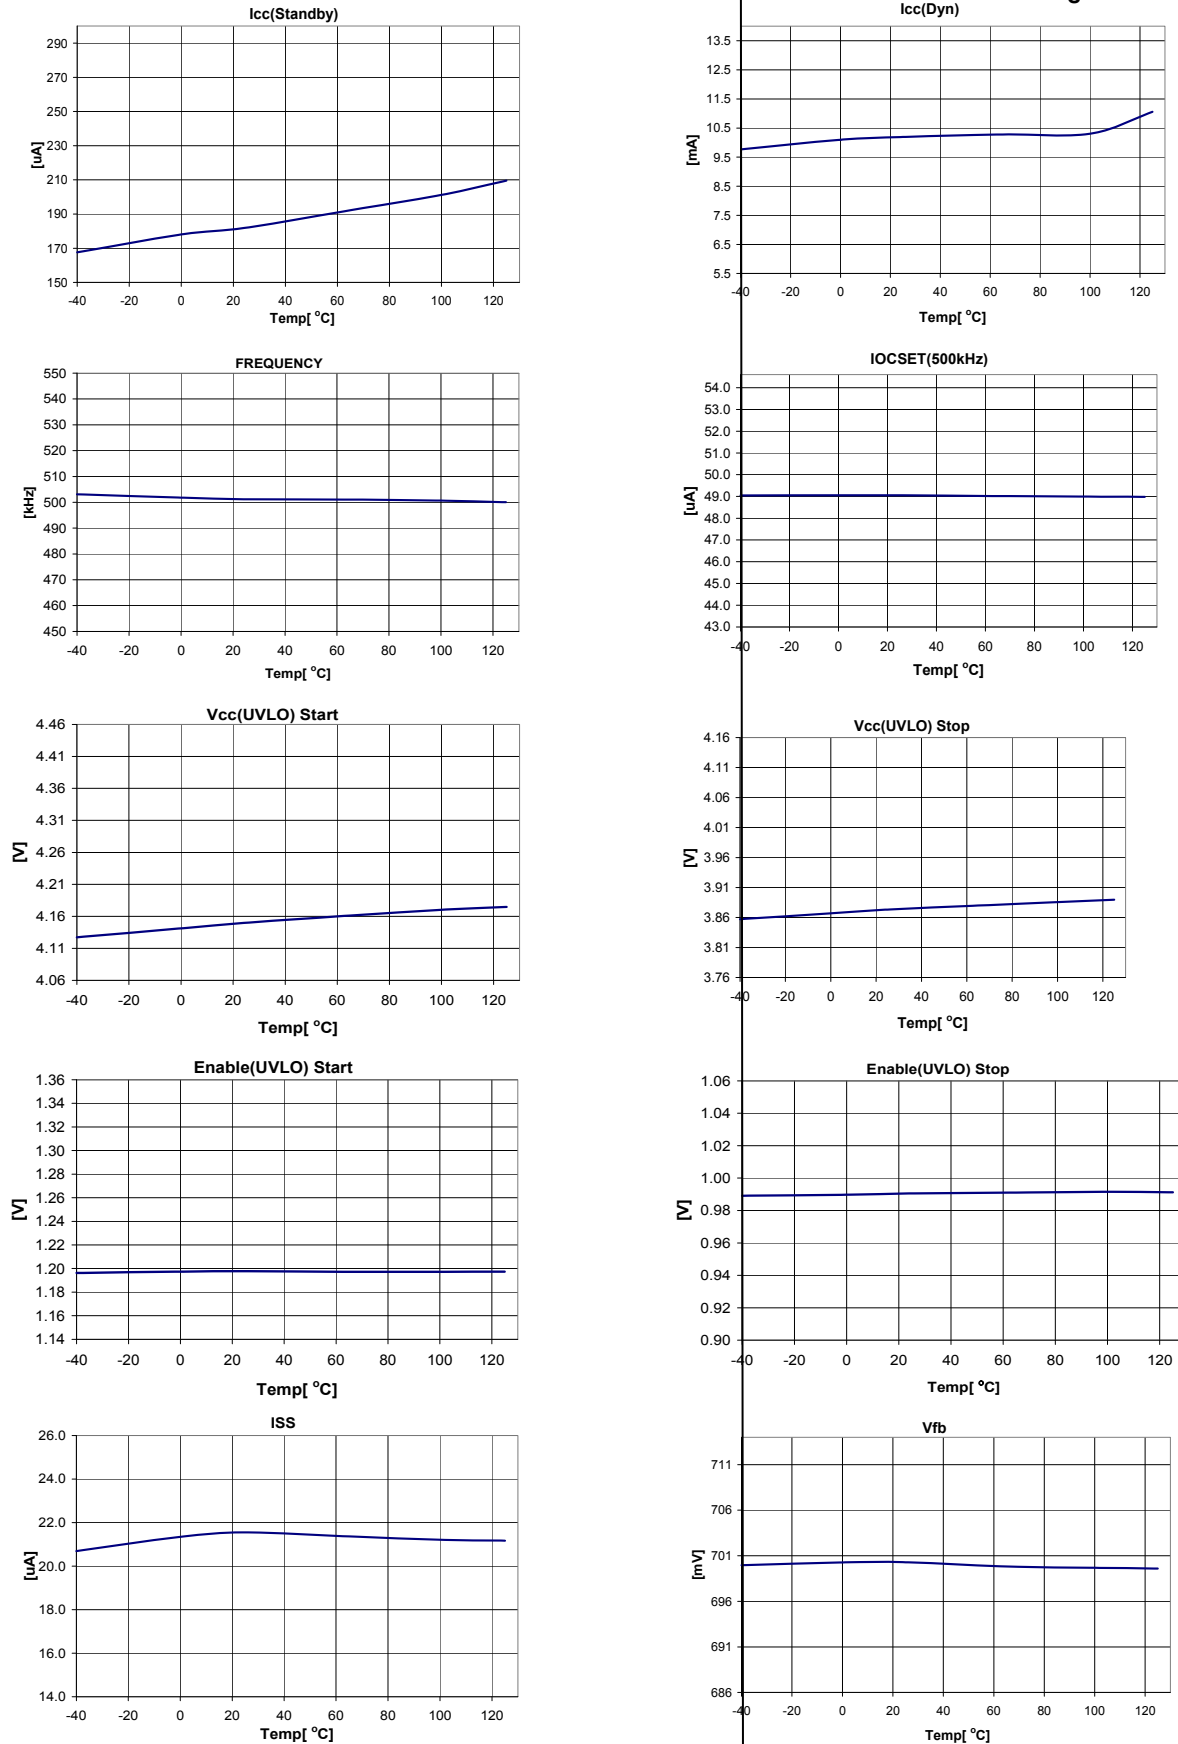 Icc(Standby)
290
270
250
230
210
190
170
150
[uA]
-40 -20 0 20 40 60 80 100 120
Temp[ °C]
Icc(Dyn)
13.5
12.5
11.5
10.5
9.5
8.5
7.5
6.5
5.5
[mA]
-40 -20 0 20 40 60 80 100 120
Temp[ °C]
FREQUENCY
550
540
530
520
510
500
490
480
470
460
450
[kHz]
-40 -20 0 20 40 60 80 100 120
Temp[ °C]
IOCSET(500kHz)
54.0
53.0
52.0
51.0
50.0
49.0
48.0
47.0
46.0
45.0
44.0
43.0
[uA]
-40 -20 0 20 40 60 80 100 120
Temp[ °C]
Vcc(UVLO) Start
4.46
4.41
4.36
4.31
4.26
4.21
4.16
4.11
4.06
[V]
-40 -20 0 20 40 60 80 100 120
Temp[ °C]
Vcc(UVLO) Stop
4.16
4.11
4.06
4.01
3.96
3.91
3.86
3.81
3.76
[V]
-40 -20 0 20 40 60 80 100 120
Temp[ °C]
Enable(UVLO) Start
1.36
1.34
1.32
1.30
1.28
1.26
1.24
1.22
1.20
1.18
1.16
1.14
[V]
-40 -20 0 20 40 60 80 100 120
Temp[ °C]
Enable(UVLO) Stop
1.06
1.04
1.02
1.00
0.98
0.96
0.94
0.92
0.90
[V]
-40 -20 0 20 40 60 80 100 120
Temp[ °C]
ISS
26.0
24.0
22.0
20.0
18.0
16.0
14.0
[uA]
-40 -20 0 20 40 60 80 100 120
Temp[ °C]
Vfb
711
706
701
696
691
686
[mV]
-40 -20 0 20 40 60 80 100 120
Temp[ °C]